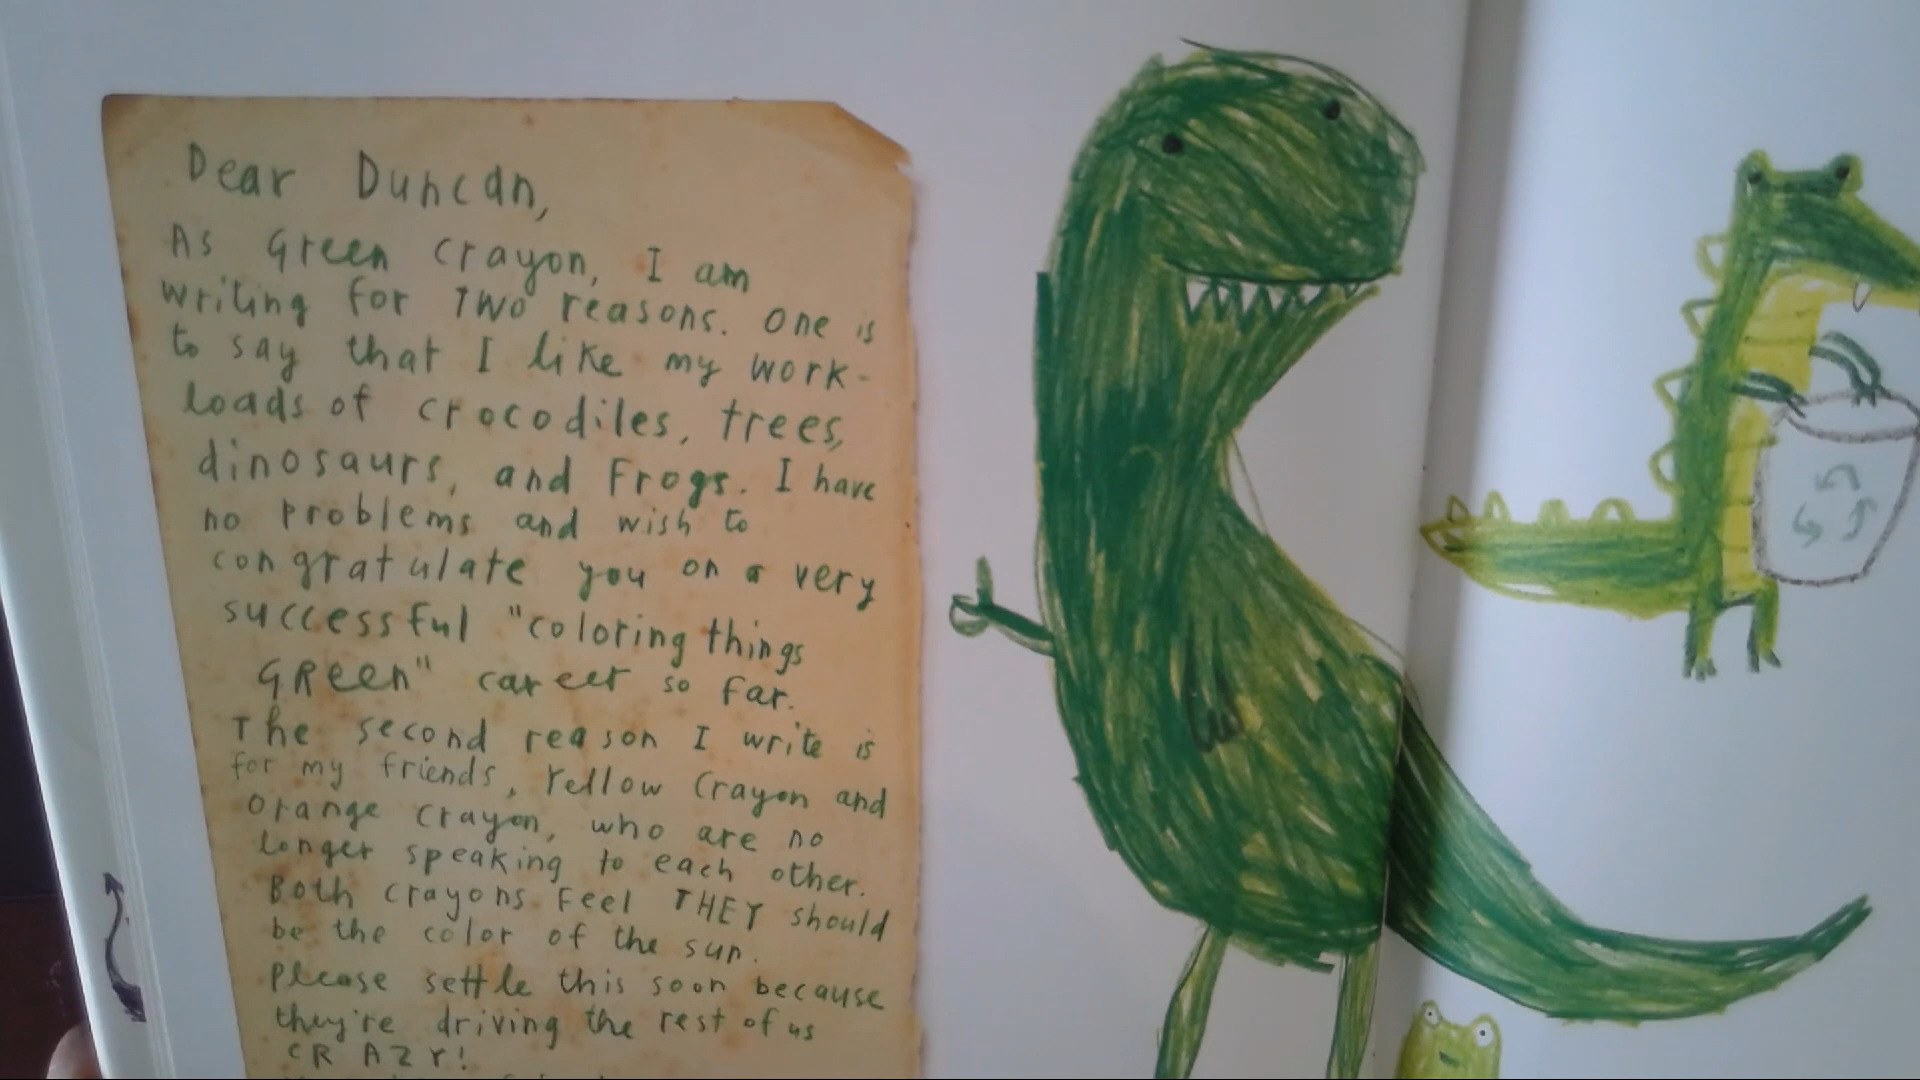 Dear Duncan,
As Green crayon, I am
writing for TWO reasons. One is
to say that I like my work-
loads of crocodiles, trees,
dinosaurs, and Frogs. I have
no problems and wish to
congratulate you on a very
successful "coloring things
GReen" career so far.
The second reason I write is
for my friends, Yellow Crayon and
Orange Crayon, who are no
longer speaking to each other.
Both crayons Feel THEY should
be the color of the sun.
Please settle this soon because
they're driving the rest of us
CRAZY!